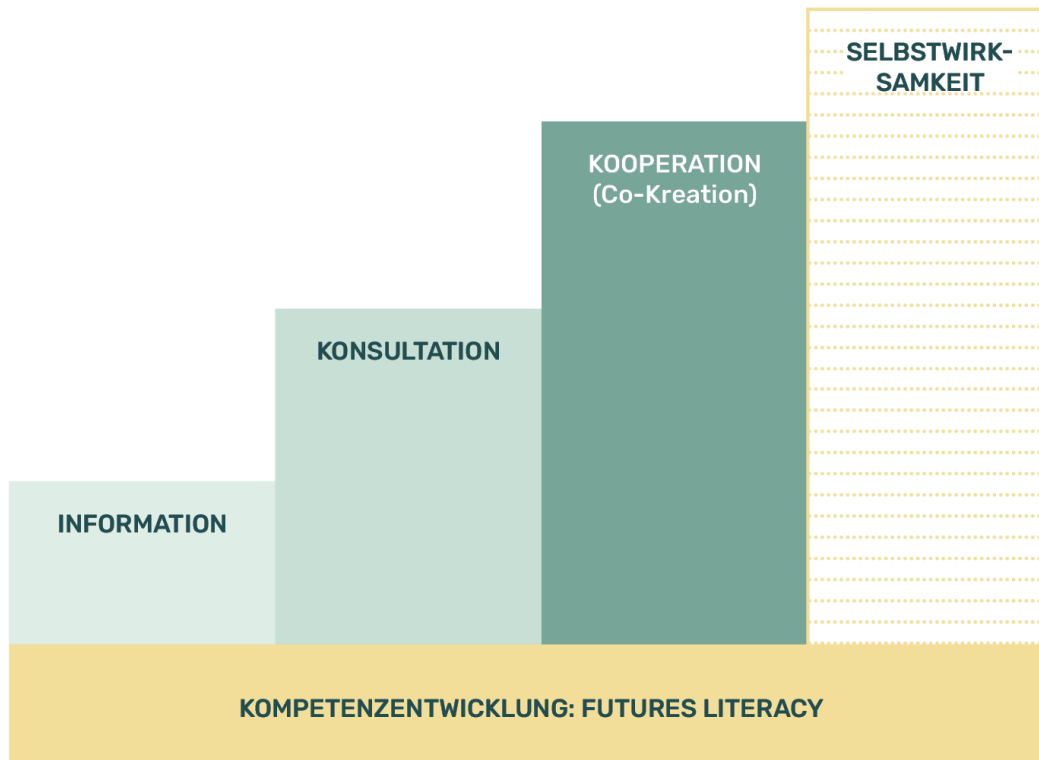 SELBSTWIRK-
SAMKEIT
KOOPERATION
(Co-Kreation)
KONSULTATION
INFORMATION
KOMPETENZENTWICKLUNG: FUTURES LITERACY